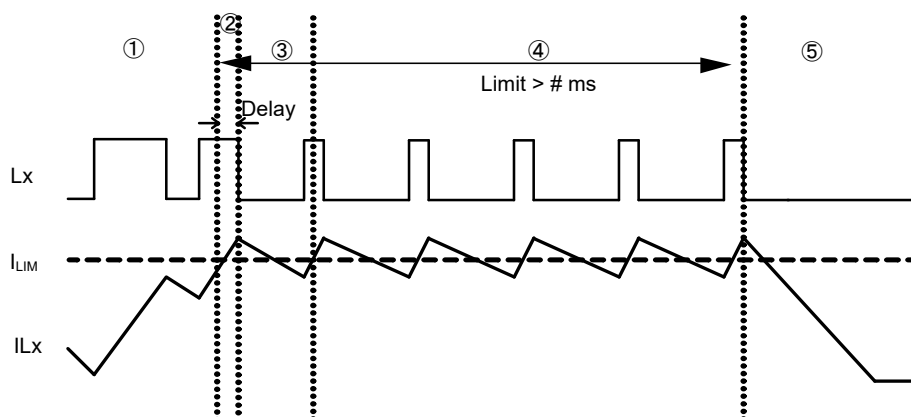 ① ② ③ ④ ⑤
Limit > # ms
Delay
Lx
ILIM
ILx